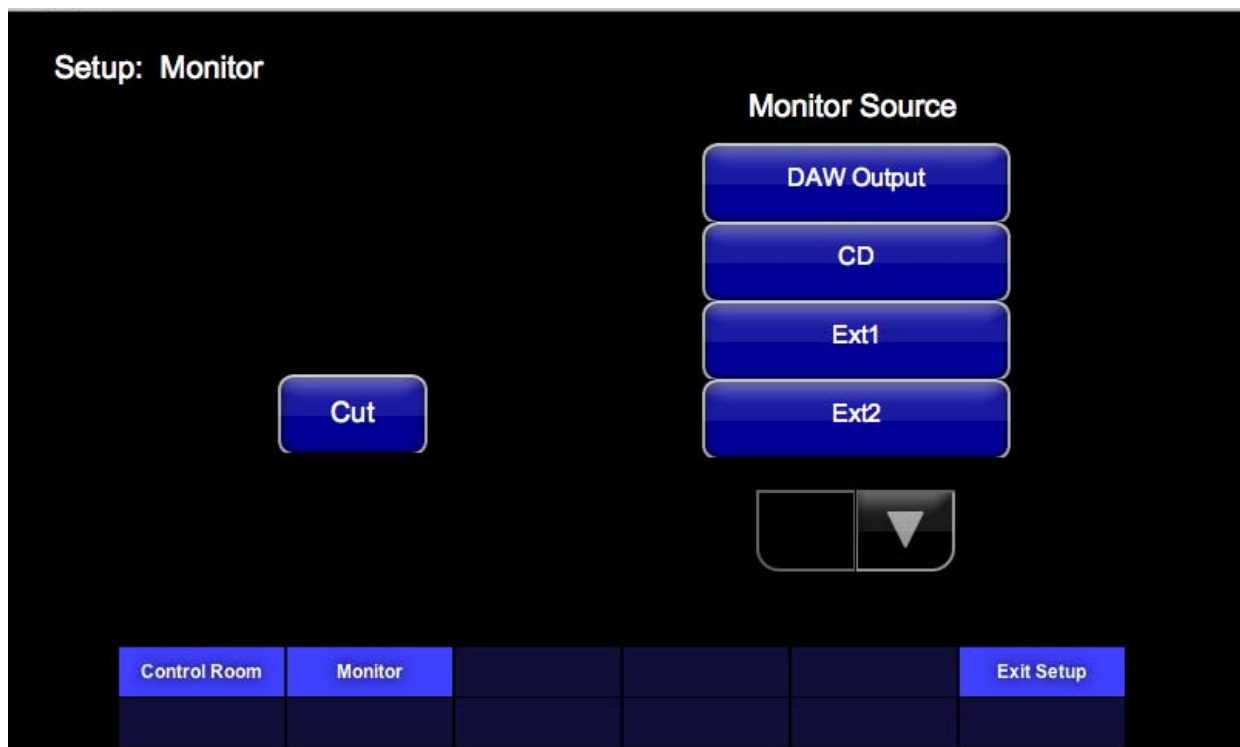 Setup: Monitor
Monitor Source
DAW Output
CD
Ext1
Ext2
Cut
Control Room
Monitor
Exit Setup